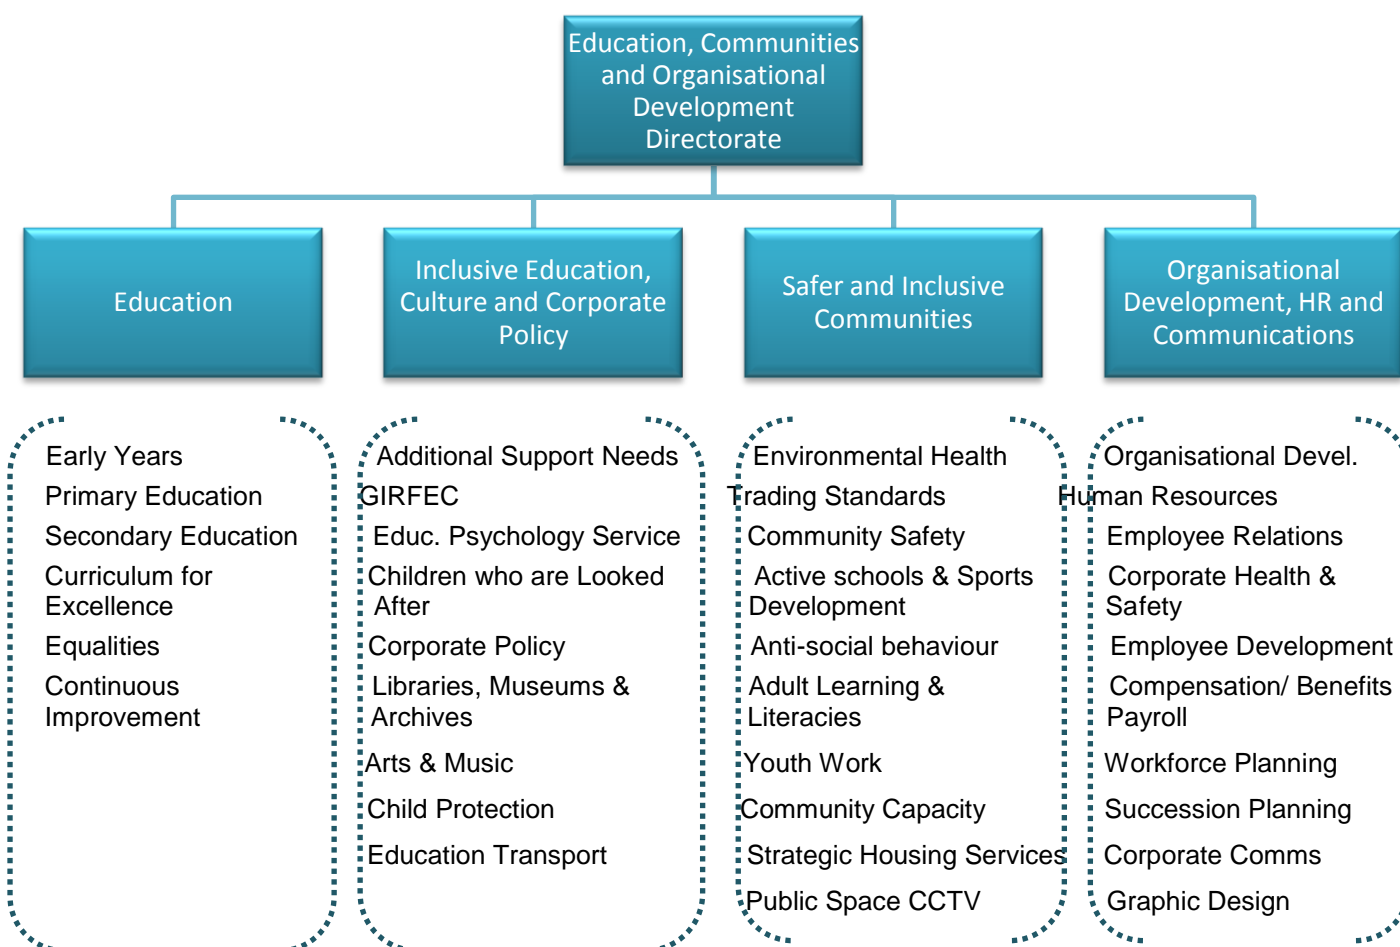 Education, Communities
and Organisational
Development
Directorate
Education
Inclusive Education,
Culture and Corporate
Policy
Safer and Inclusive
Communities
Organisational
Development, HR and
Communications
Early Years
Primary Education
Secondary Education
Curriculum for
Excellence
Equalities
Continuous
Improvement
Additional Support Needs
GIRFEC
Educ. Psychology Service
Children who are Looked
After
Corporate Policy
Libraries, Museums &
Archives
Arts & Music
Child Protection
Education Transport
Environmental Health
Trading Standards
Community Safety
Active schools & Sports
Development
Anti-social behaviour
Adult Learning &
Literacies
Youth Work
Community Capacity
Strategic Housing Services
Public Space CCTV
Organisational Devel.
Human Resources
Employee Relations
Corporate Health &
Safety
Employee Development
Compensation/ Benefits
Payroll
Workforce Planning
Succession Planning
Corporate Comms
Graphic Design